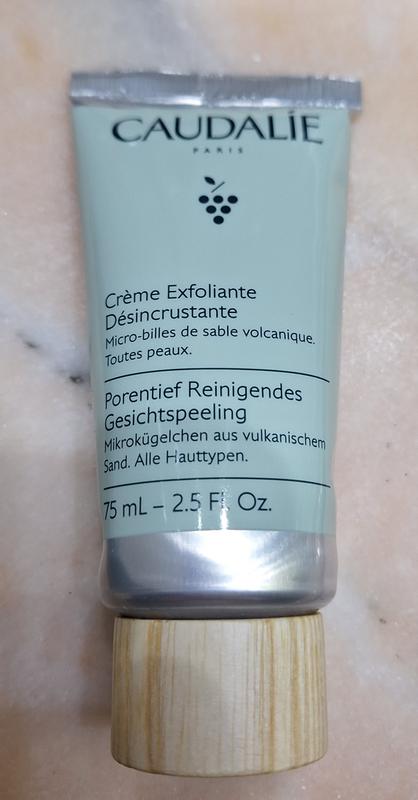 CAUDALÍE
PARIS
Crème Exfoliante
Désincrustante
Micro-billes de sable volcanique.
Toutes peaux.
Porentief Reinigendes
Gesichtspeeling
Mikrokügelchen aus vulkanischem
Sand. Alle Hauttypen.
75 mL – 2.5 Fl. Oz.